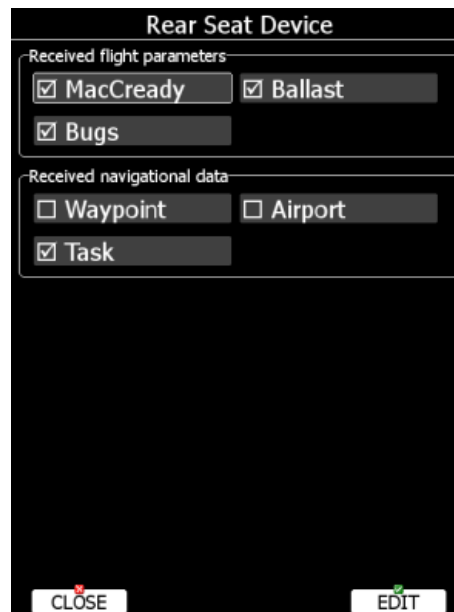 Rear Seat Device
Received flight parameters
MacCready Ballast
Bugs
Received navigational data
Waypoint Airport
Task
CLOSE EDIT